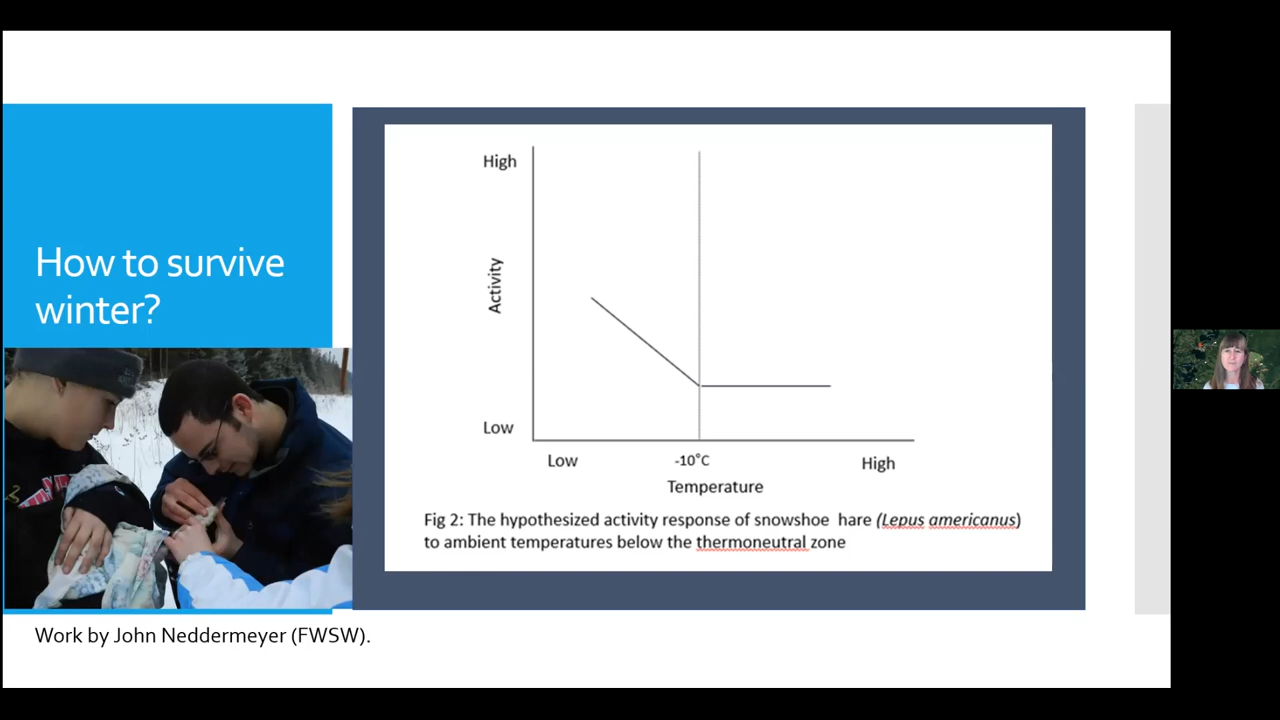 How to survive
winter?
High
Activity
Low
Low
-10°C
High
Temperature
Fig 2: The hypothesized activity response of snowshoe hare (Lepus americanus)
to ambient temperatures below the thermoneutral zone
Work by John Neddermeyer (FWSW).